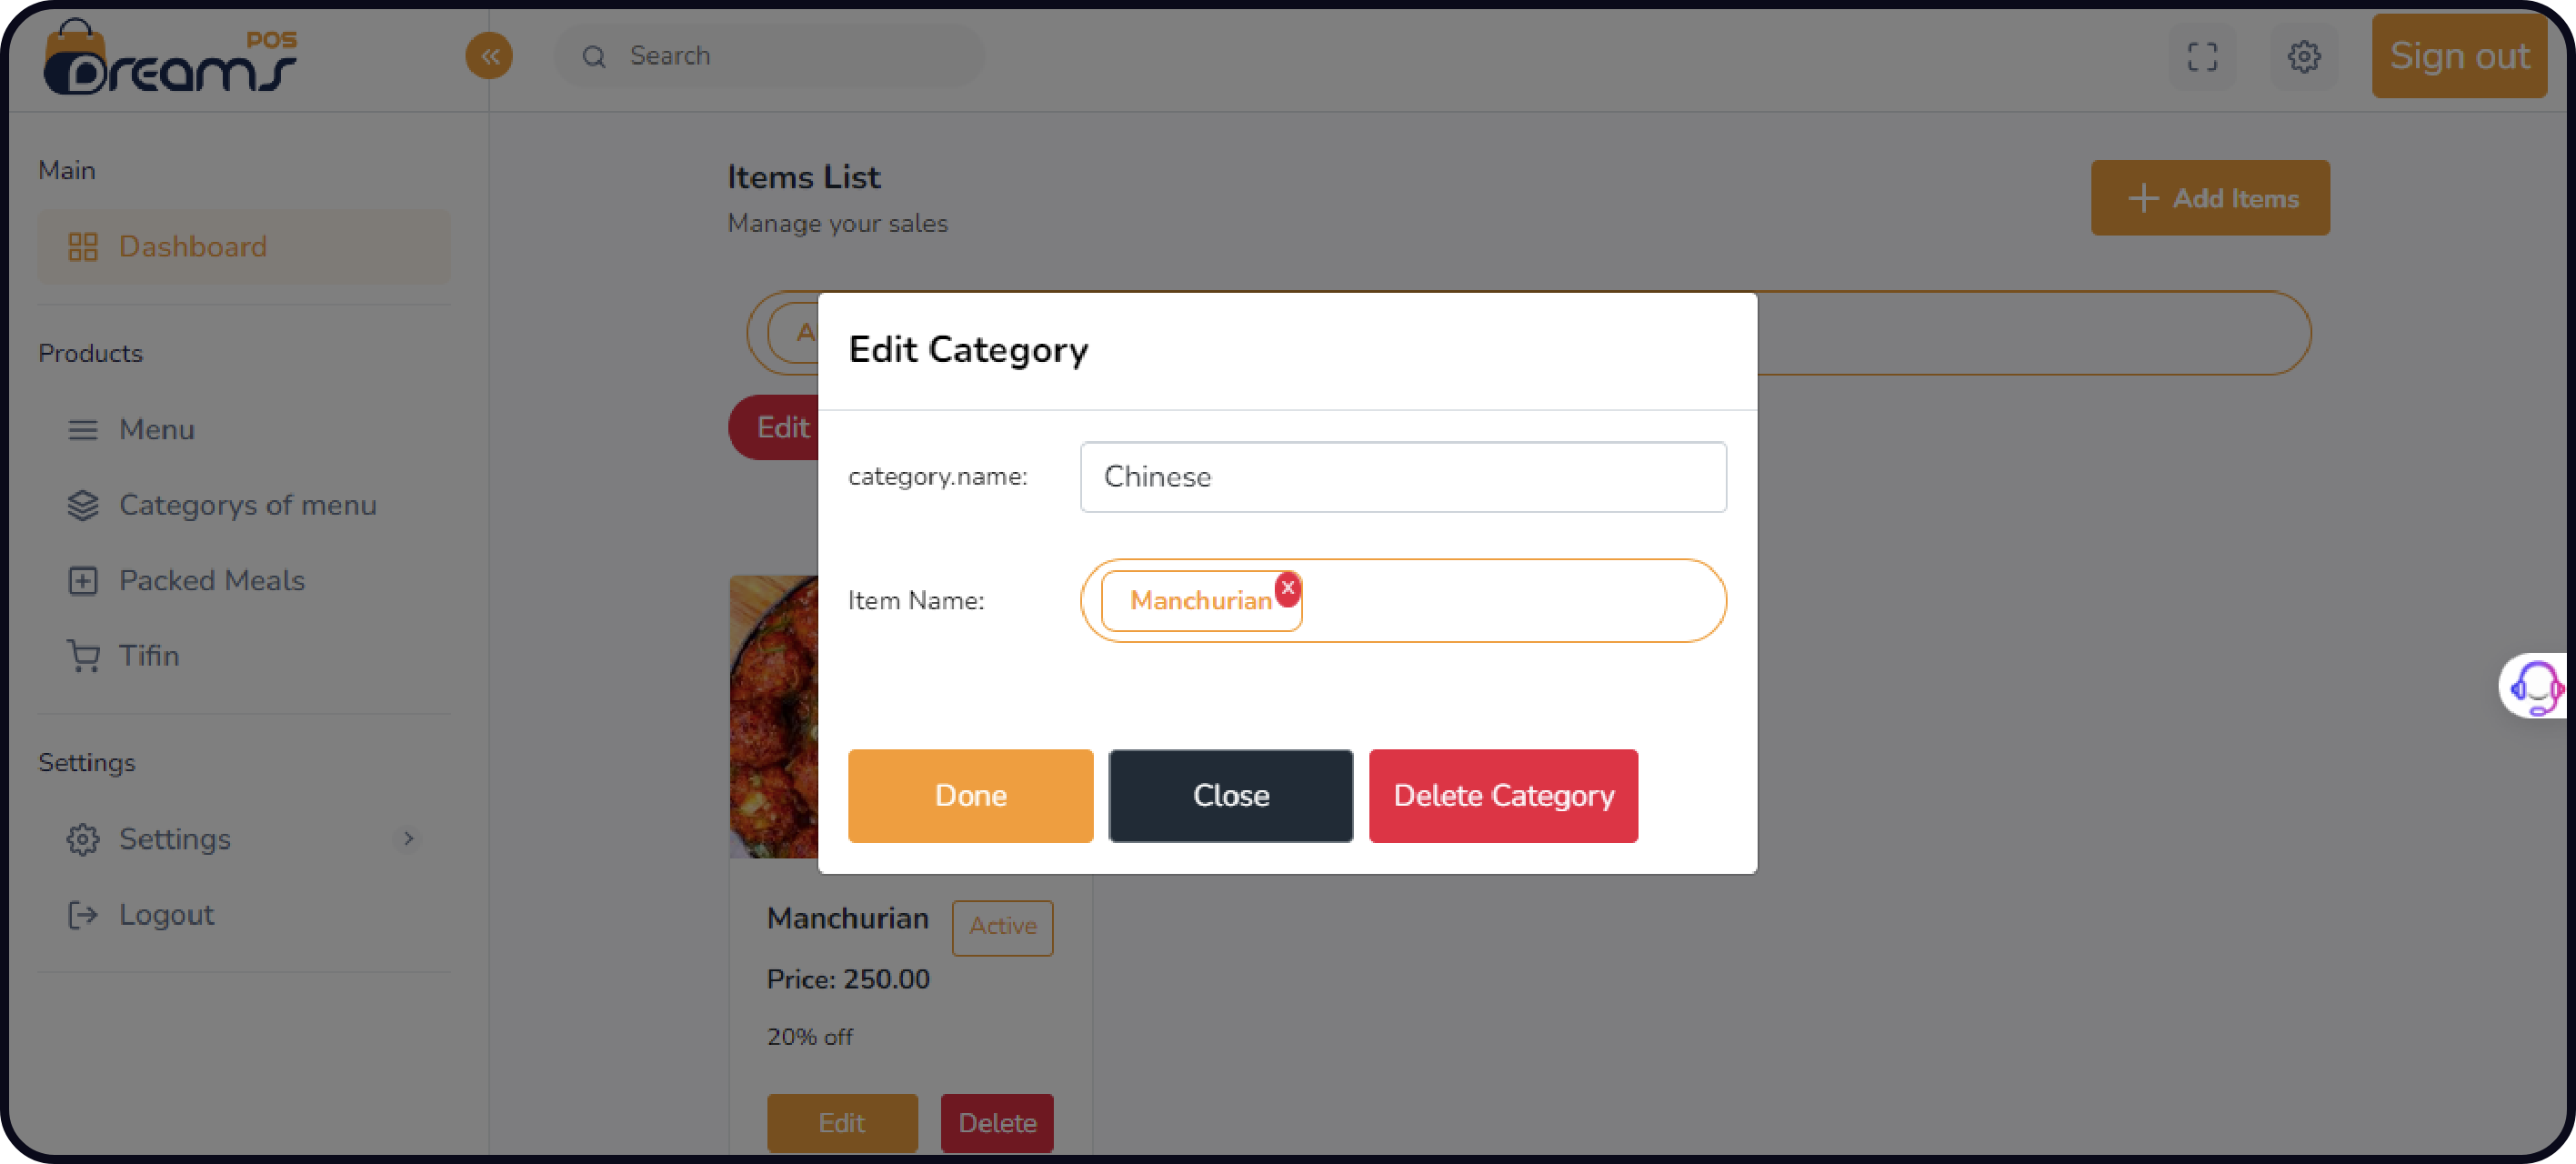 POS
Dreams
Search
Sign out
Main
Dashboard
Products
Menu
Categorys of menu
Packed Meals
Tifin
Settings
Settings
Logout
Items List
Manage your sales
Add Items
A
Edit
Edit Category
category.name:
Chinese
Item Name:
Manchurian
x
Done
Close
Delete Category
Manchurian
Active
Price: 250.00
20% off
Edit
Delete